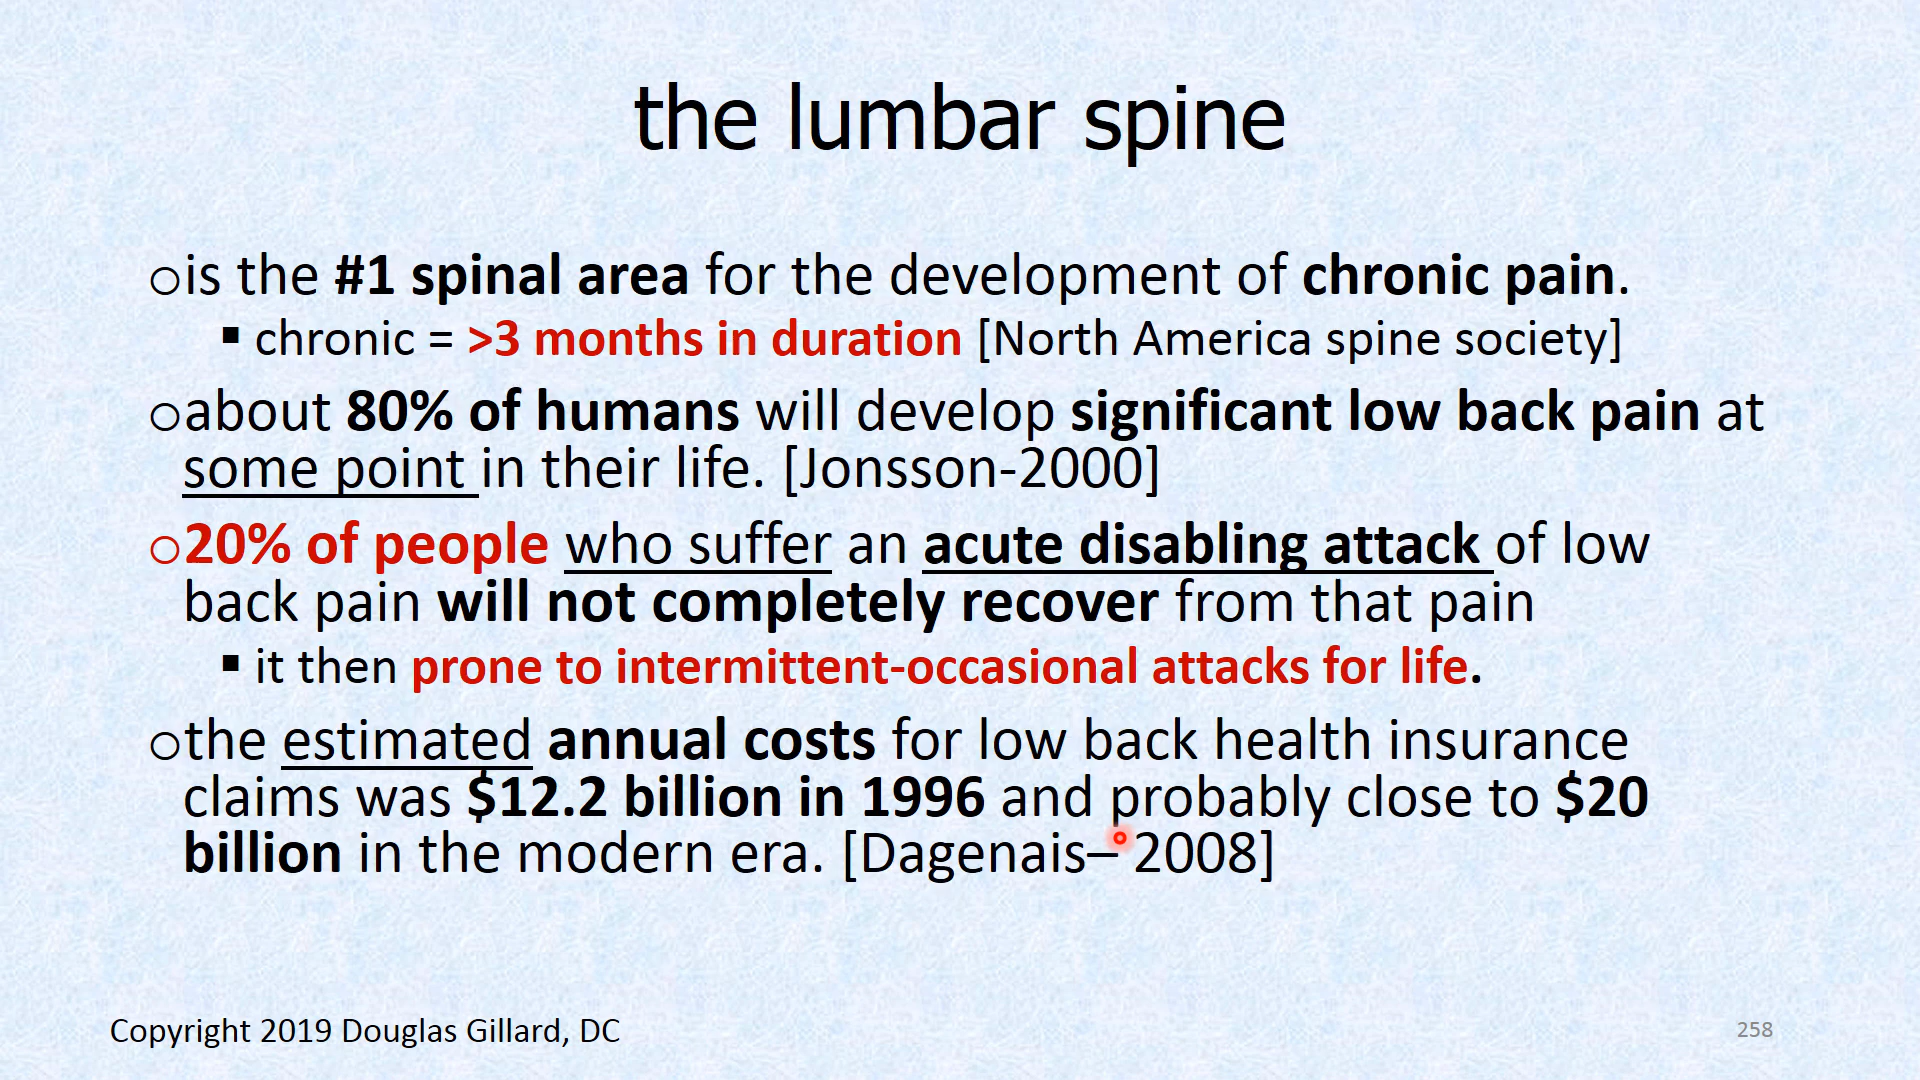 the lumbar spine
○is the #1 spinal area for the development of chronic pain.
▪ chronic = >3 months in duration [North America spine society]
○about 80% of humans will develop significant low back pain at
some point in their life. [Jonsson-2000]
○20% of people who suffer an acute disabling attack of low
back pain will not completely recover from that pain
▪ it then prone to intermittent-occasional attacks for life.
○the estimated annual costs for low back health insurance
claims was $12.2 billion in 1996 and probably close to $20
billion in the modern era. [Dagenais– 2008]
Copyright 2019 Douglas Gillard, DC
258